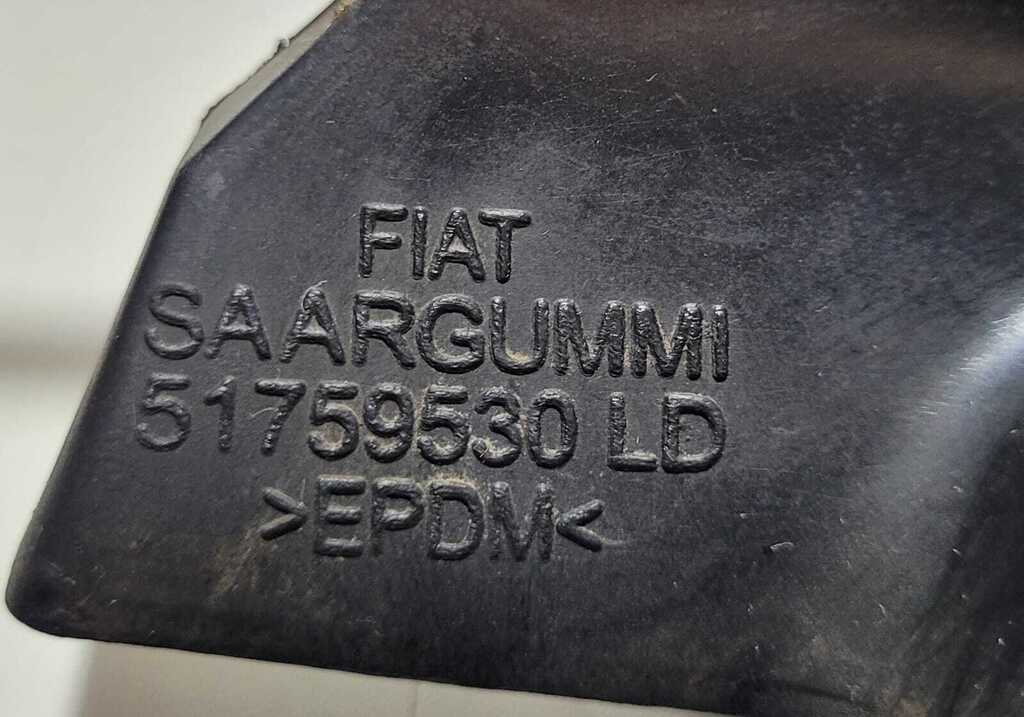 FIAT
SAARGUMMI
51759530 LD
>EPDM<